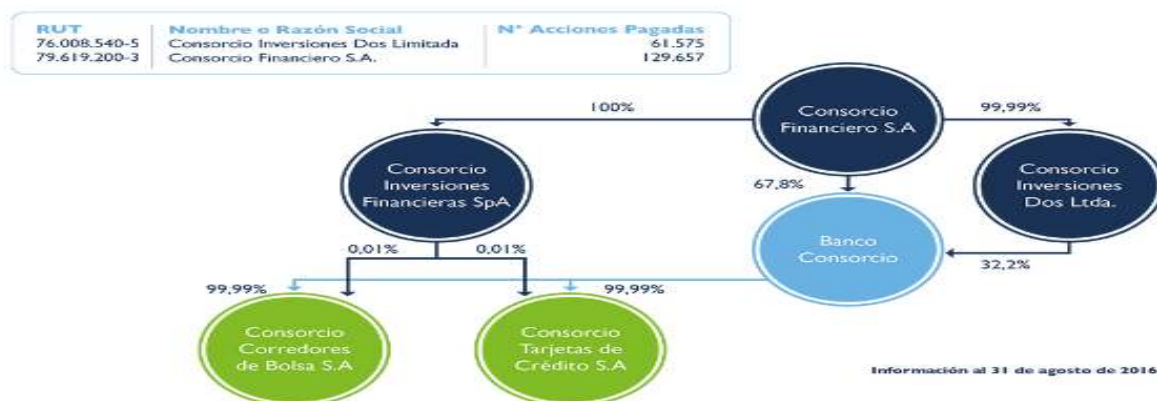 RUT Nombre o Razón Social N° Acciones Pagadas
76.008.540-5 Consorcio Inversiones Dos Limitada 61.575
79.619.200-3 Consorcio Financiero S.A. 129.657
100%
Consorcio
Financiero S.A
99,99%
Consorcio
Inversiones
Financieras SpA
67,8%
Consorcio
Inversiones
Dos Ltda.
Banco
Consorcio
32,2%
0,01%
0,01%
99,99%
99,99%
Consorcio
Corredores
de Bolsa S.A
Consorcio
Tarjetas de
Crédito S.A
Información al 31 de agosto de 2016